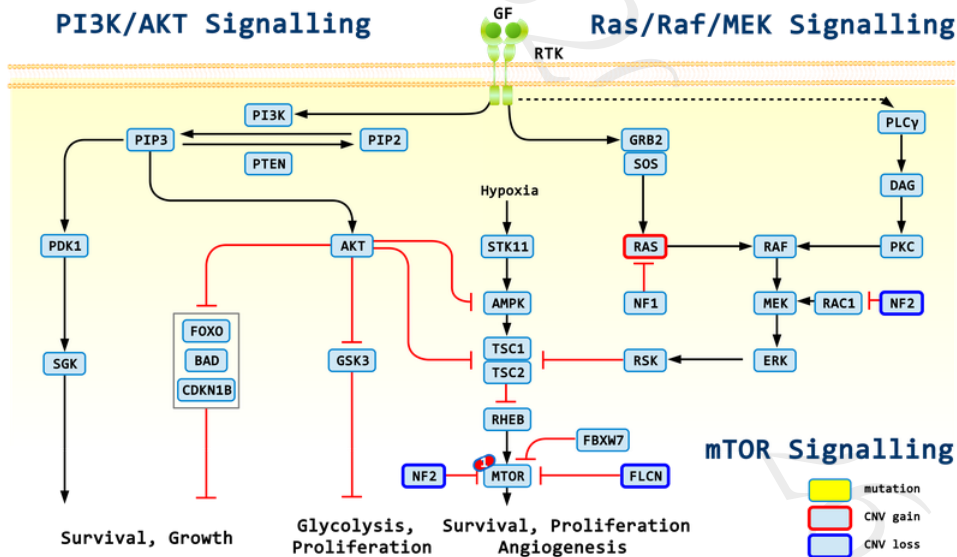 PI3K/AKT Signalling
GF
Ras/Raf/MEK Signalling
RTK
PI3K
PLCγ
PIP3
PIP2
GRB2
PTEN
SOS
DAG
Hypoxia
PDK1
AKT
STK11
RAS
RAF
PKC
AMPK
NF1
MEK
RAC1
NF2
FOXO
TSC1
BAD
SGK
GSK3
TSC2
RSK
ERK
CDKN1B
RHEB
FBXW7
mTOR Signalling
1
NF2
MTOR
FLCN
mutation
CNV gain
CNV loss
Survival, Growth
Glycolysis,
Proliferation
Survival, Proliferation
Angiogenesis